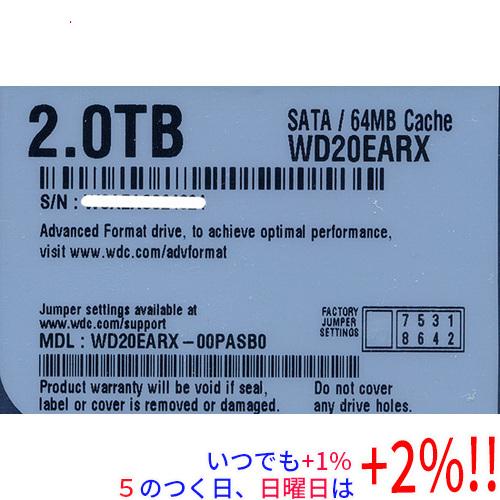 2.0TB
SATA / 64MB Cache
WD20EARX
S/N :
Advanced Format drive, to achieve optimal performance,
visit www.wdc.com/advformat
Jumper settings available at
www.wdc.com/support
MDL : WD20EARX-00PASB0
FACTORY
JUMPER
SETTINGS
7 5 3 1
8 6 4 2
Product warranty will be void if seal,
label or cover is removed or damaged.
Do not cover
any drive holes.
いつでも+1%
５のつく日、日曜日は
+2%!!